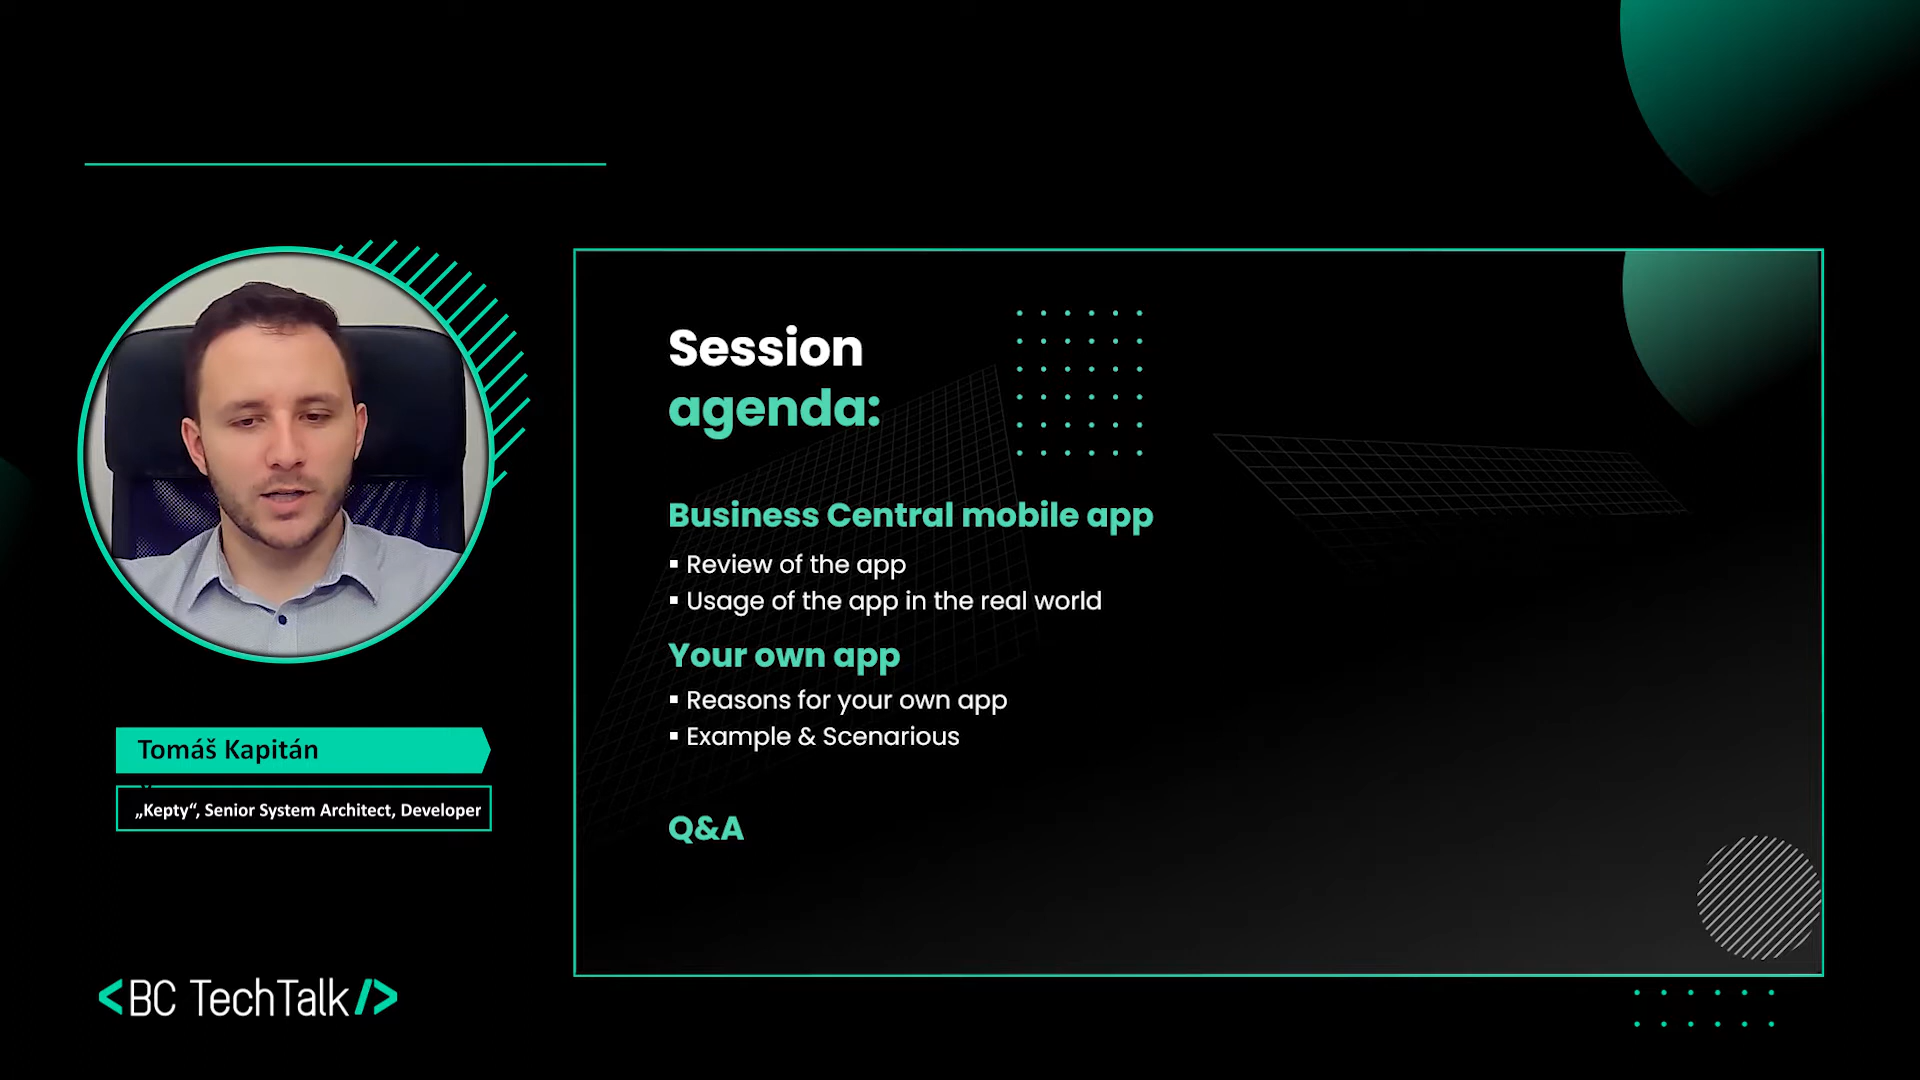 Session
agenda:
Business Central mobile app
▪ Review of the app
▪ Usage of the app in the real world
Your own app
▪ Reasons for your own app
▪ Example & Scenarious
Q&A
Tomáš Kapitán
„Kepty“, Senior System Architect, Developer
<BC TechTalk/>